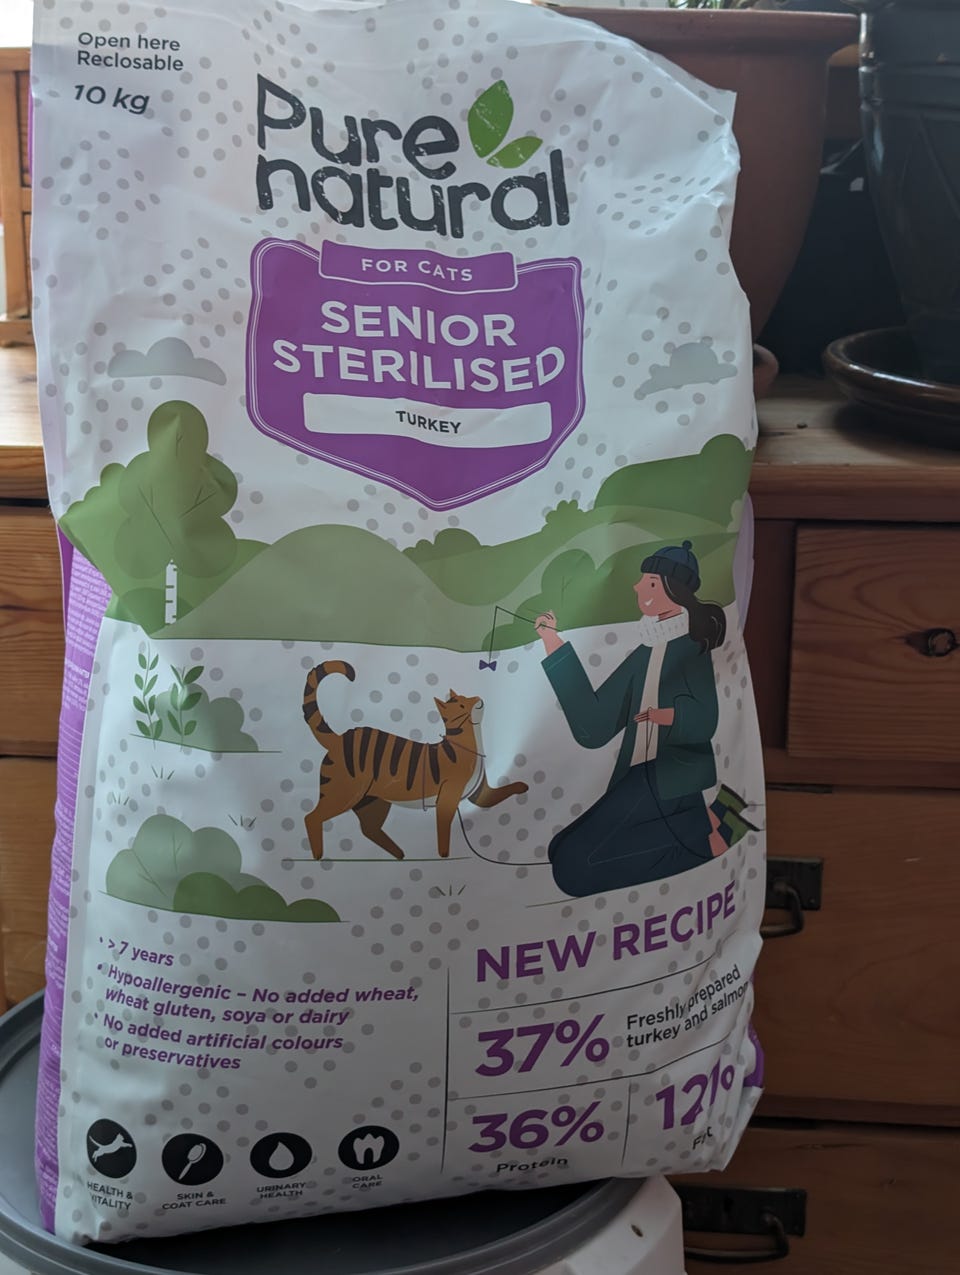 Open here
Reclosable
10 kg
Pure
natural
FOR CATS
SENIOR
STERILISED
TURKEY
• > 7 years
• Hypoallergenic – No added wheat,
wheat gluten, soya or dairy
• No added artificial colours
or preservatives
NEW RECIPE
37%
Freshly prepared
turkey and salmon
36%
Protein
12%
Fat
HEALTH &
VITALITY
SKIN &
COAT CARE
URINARY
HEALTH
ORAL
CARE